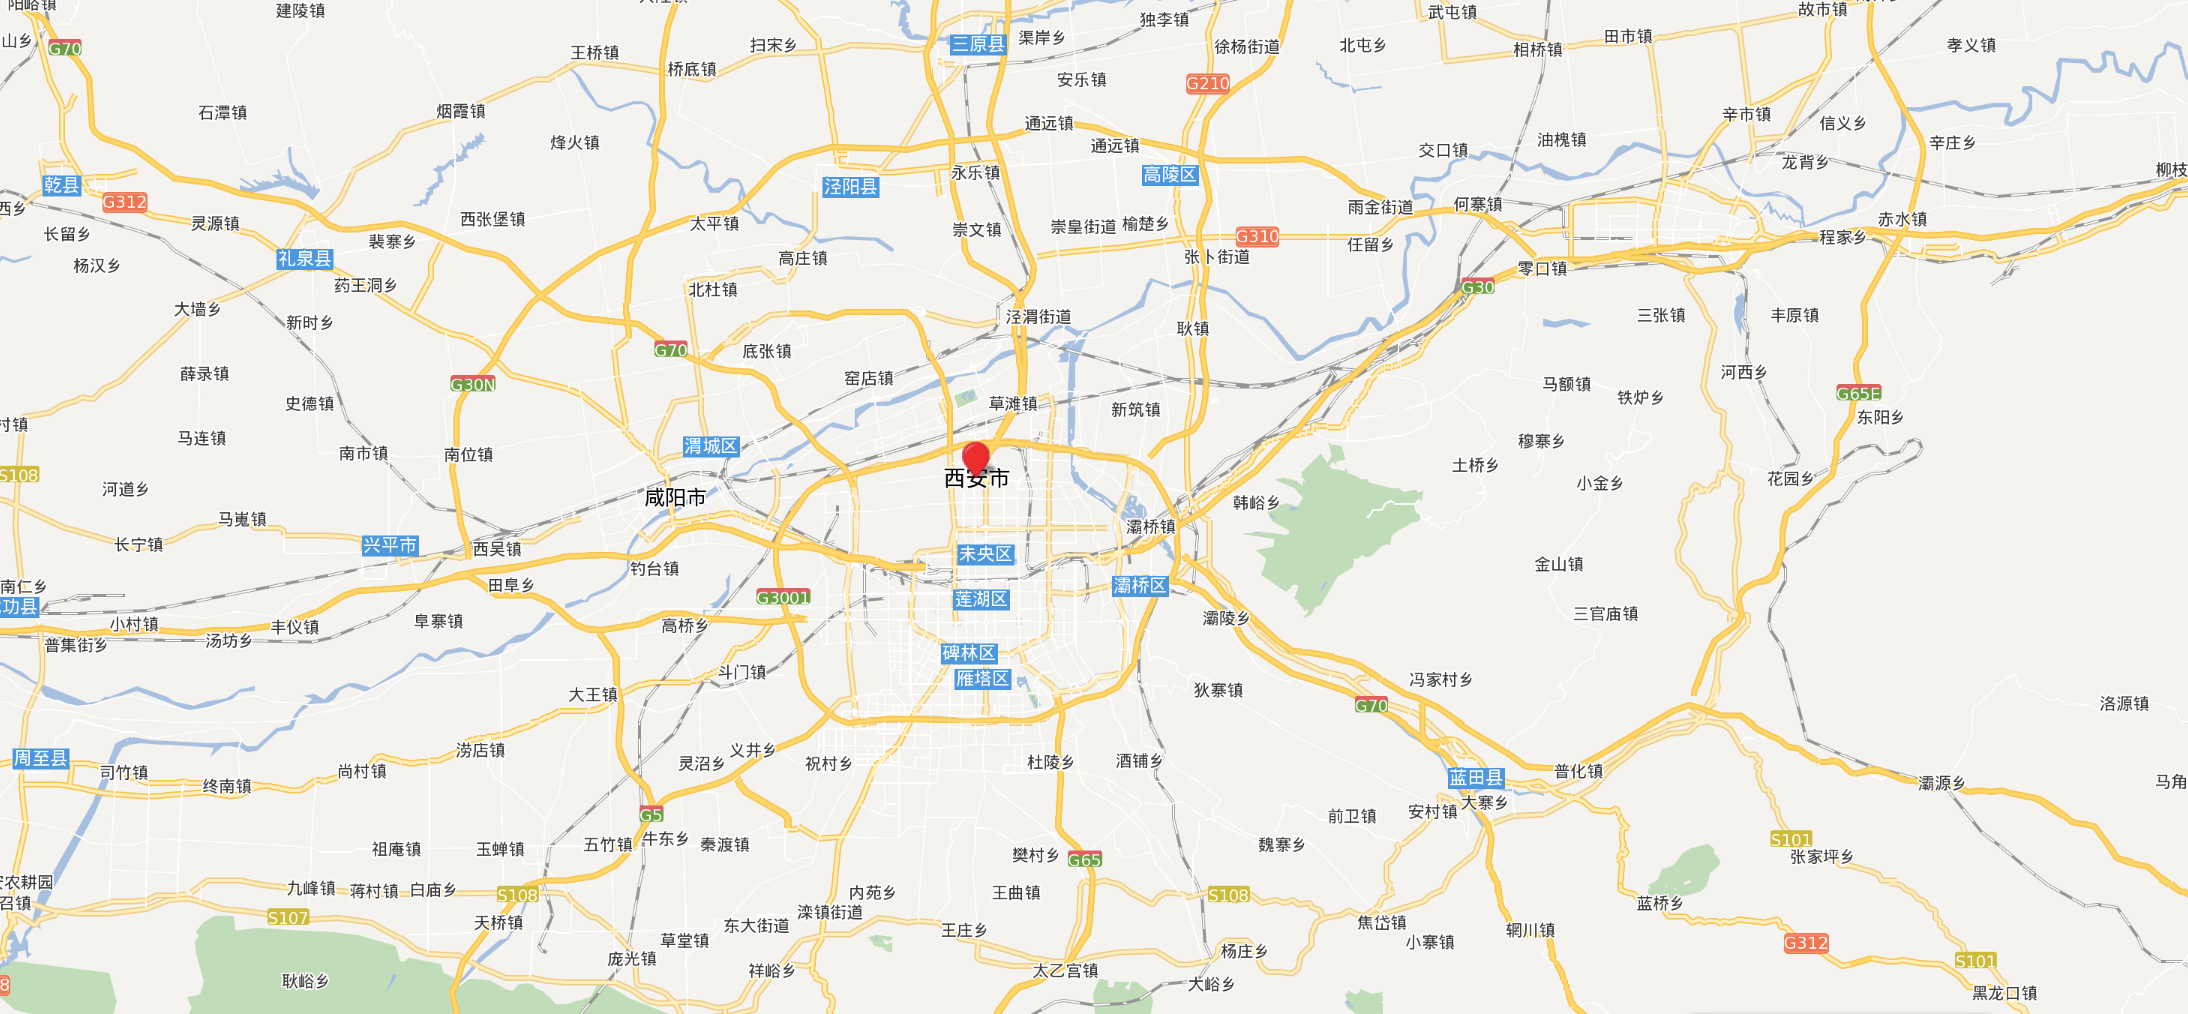 建陵镇
独李镇
武屯镇
故市镇
山乡
G70
王桥镇
扫宋乡
三原县
渠岸乡
徐杨街道
北屯乡
相桥镇
田市镇
孝义镇
桥底镇
安乐镇
G210
石潭镇
烟霞镇
烽火镇
通远镇
通远镇
交口镇
油槐镇
辛市镇
信义乡
辛庄乡
龙背乡
柳枝
乾县
G312
西乡
灵源镇
西张堡镇
太平镇
泾阳县
永乐镇
高陵区
雨金街道
何寨镇
赤水镇
长留乡
裴寨乡
崇文镇
崇皇街道
榆楚乡
G310
任留乡
程家乡
杨汉乡
礼泉县
药王洞乡
高庄镇
张卜街道
零口镇
北杜镇
G30
大墙乡
新时乡
泾渭街道
耿镇
三张镇
丰原镇
G70
底张镇
薛录镇
G30N
窑店镇
河西乡
马额镇
铁炉乡
G65E
史德镇
草滩镇
新筑镇
东阳乡
村镇
马连镇
南市镇
南位镇
渭城区
穆寨乡
S108
河道乡
咸阳市
西安市
土桥乡
小金乡
花园乡
马嵬镇
韩峪乡
灞桥镇
长宁镇
兴平市
西吴镇
未央区
金山镇
南仁乡
功县
田阜乡
钓台镇
G3001
莲湖区
灞桥区
三官庙镇
小村镇
丰仪镇
阜寨镇
高桥乡
灞陵乡
普集街乡
汤坊乡
碑林区
斗门镇
雁塔区
狄寨镇
冯家村乡
大王镇
G70
洛源镇
周至县
司竹镇
终南镇
尚村镇
涝店镇
灵沼乡
义井乡
祝村乡
杜陵乡
酒铺乡
蓝田县
普化镇
灞源乡
马角
大寨乡
安村镇
前卫镇
G5
祖庵镇
玉蝉镇
五竹镇
牛东乡
秦渡镇
樊村乡
G65
魏寨乡
S101
张家坪乡
农耕园
召镇
九峰镇
蒋村镇
白庙乡
S108
内苑乡
王曲镇
S108
蓝桥乡
S107
天桥镇
东大街道
滦镇街道
王庄乡
焦岱镇
小寨镇
辋川镇
G312
草堂镇
杨庄乡
庞光镇
祥峪乡
太乙宫镇
大峪乡
S101
耿峪乡
黑龙口镇
8